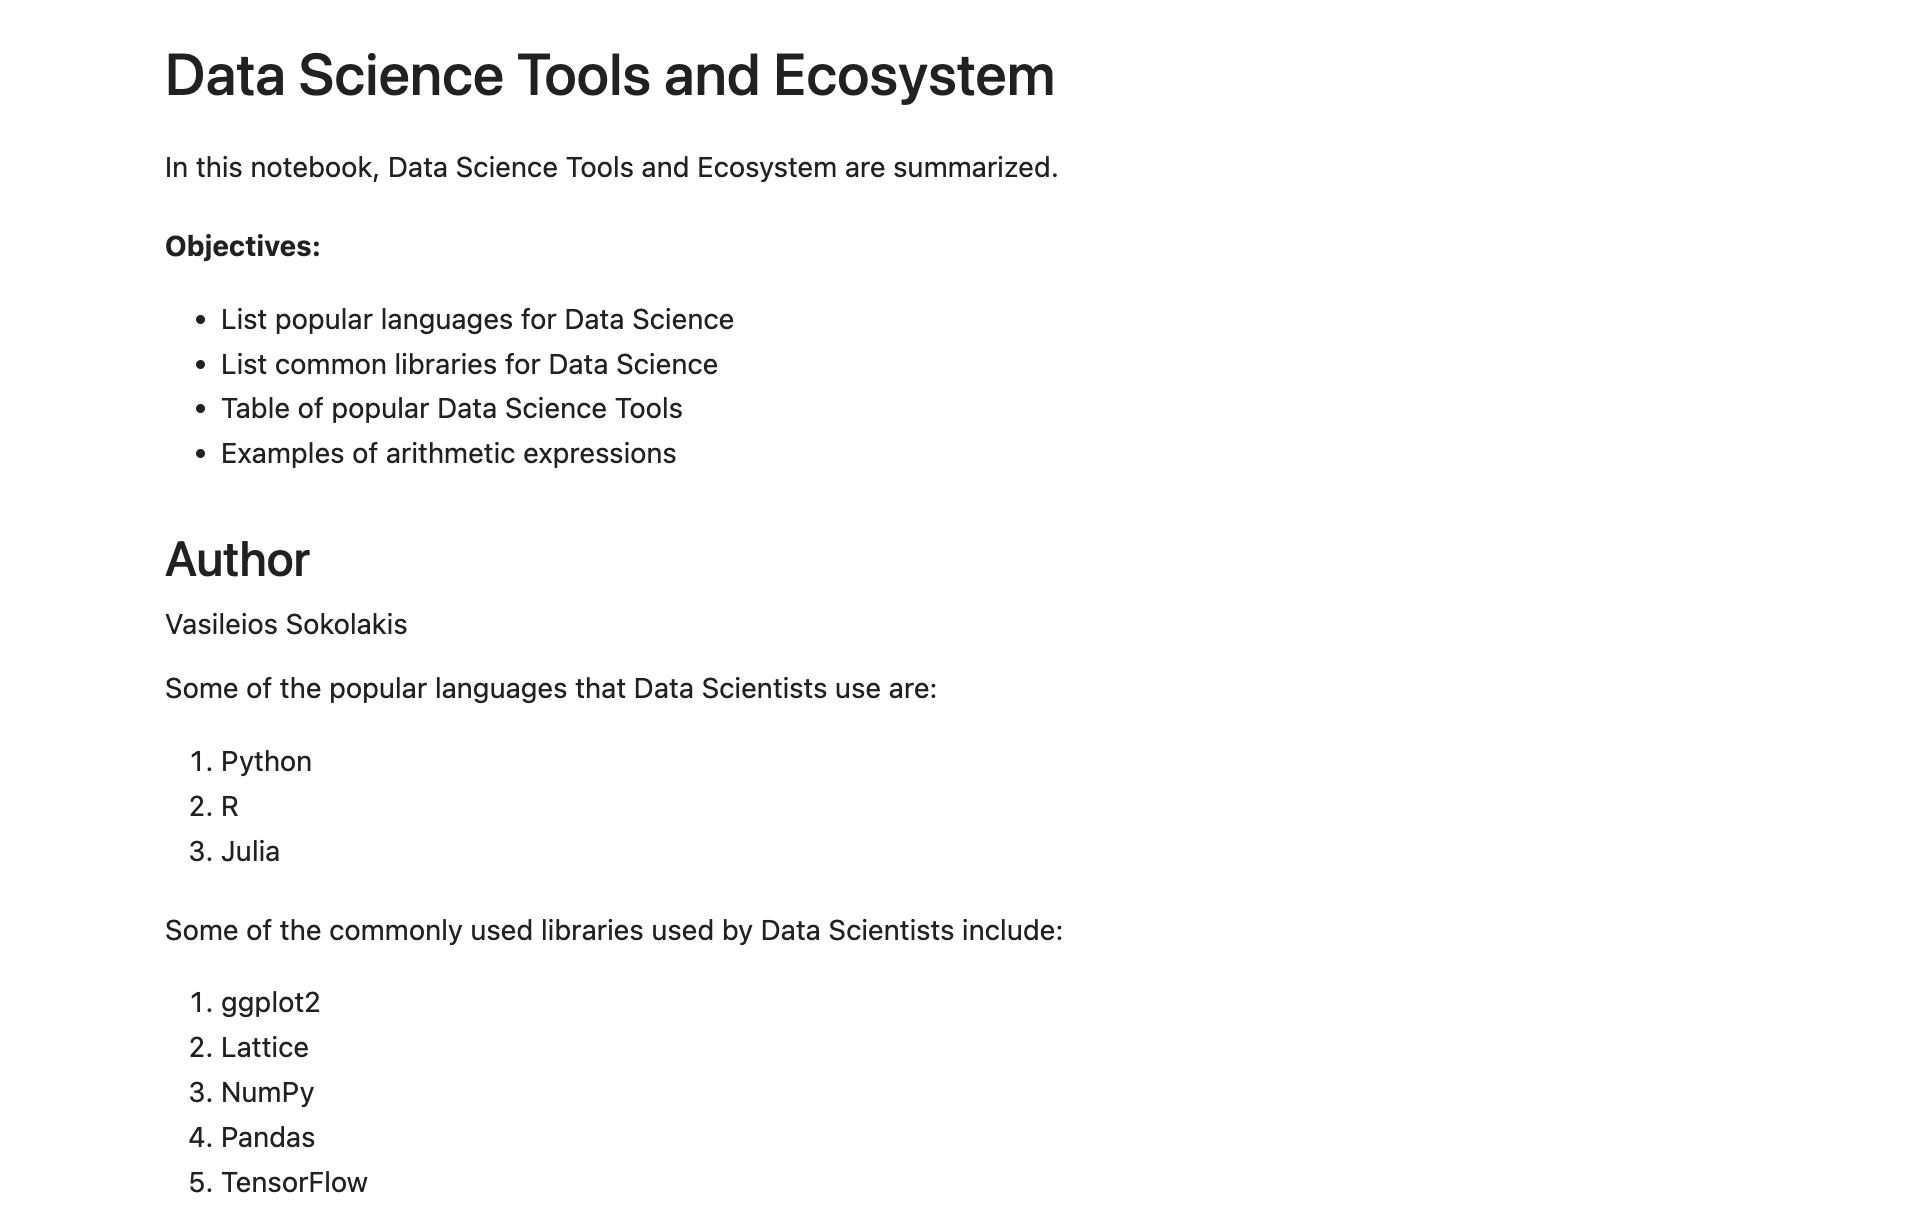 Data Science Tools and Ecosystem
In this notebook, Data Science Tools and Ecosystem are summarized.
Objectives:
• List popular languages for Data Science
• List common libraries for Data Science
• Table of popular Data Science Tools
• Examples of arithmetic expressions
Author
Vasileios Sokolakis
Some of the popular languages that Data Scientists use are:
1. Python
2. R
3. Julia
Some of the commonly used libraries used by Data Scientists include:
1. ggplot2
2. Lattice
3. NumPy
4. Pandas
5. TensorFlow